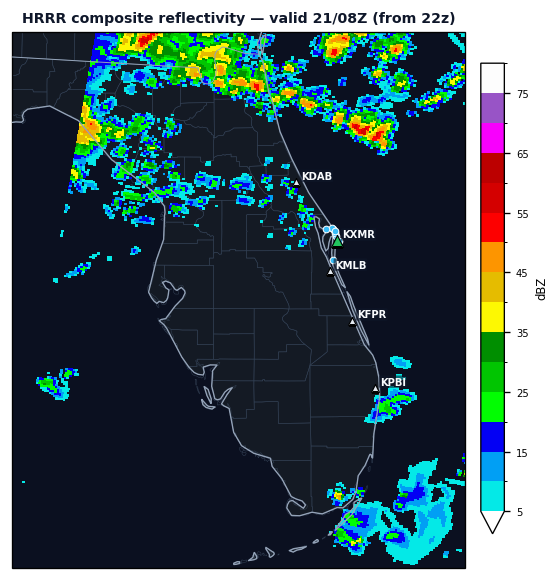 HRRR composite reflectivity — valid 21/08Z (from 22z)
KDAB
KXMR
KMLB
KFPR
KPBI
75
65
55
45
35
25
15
5
dBZ